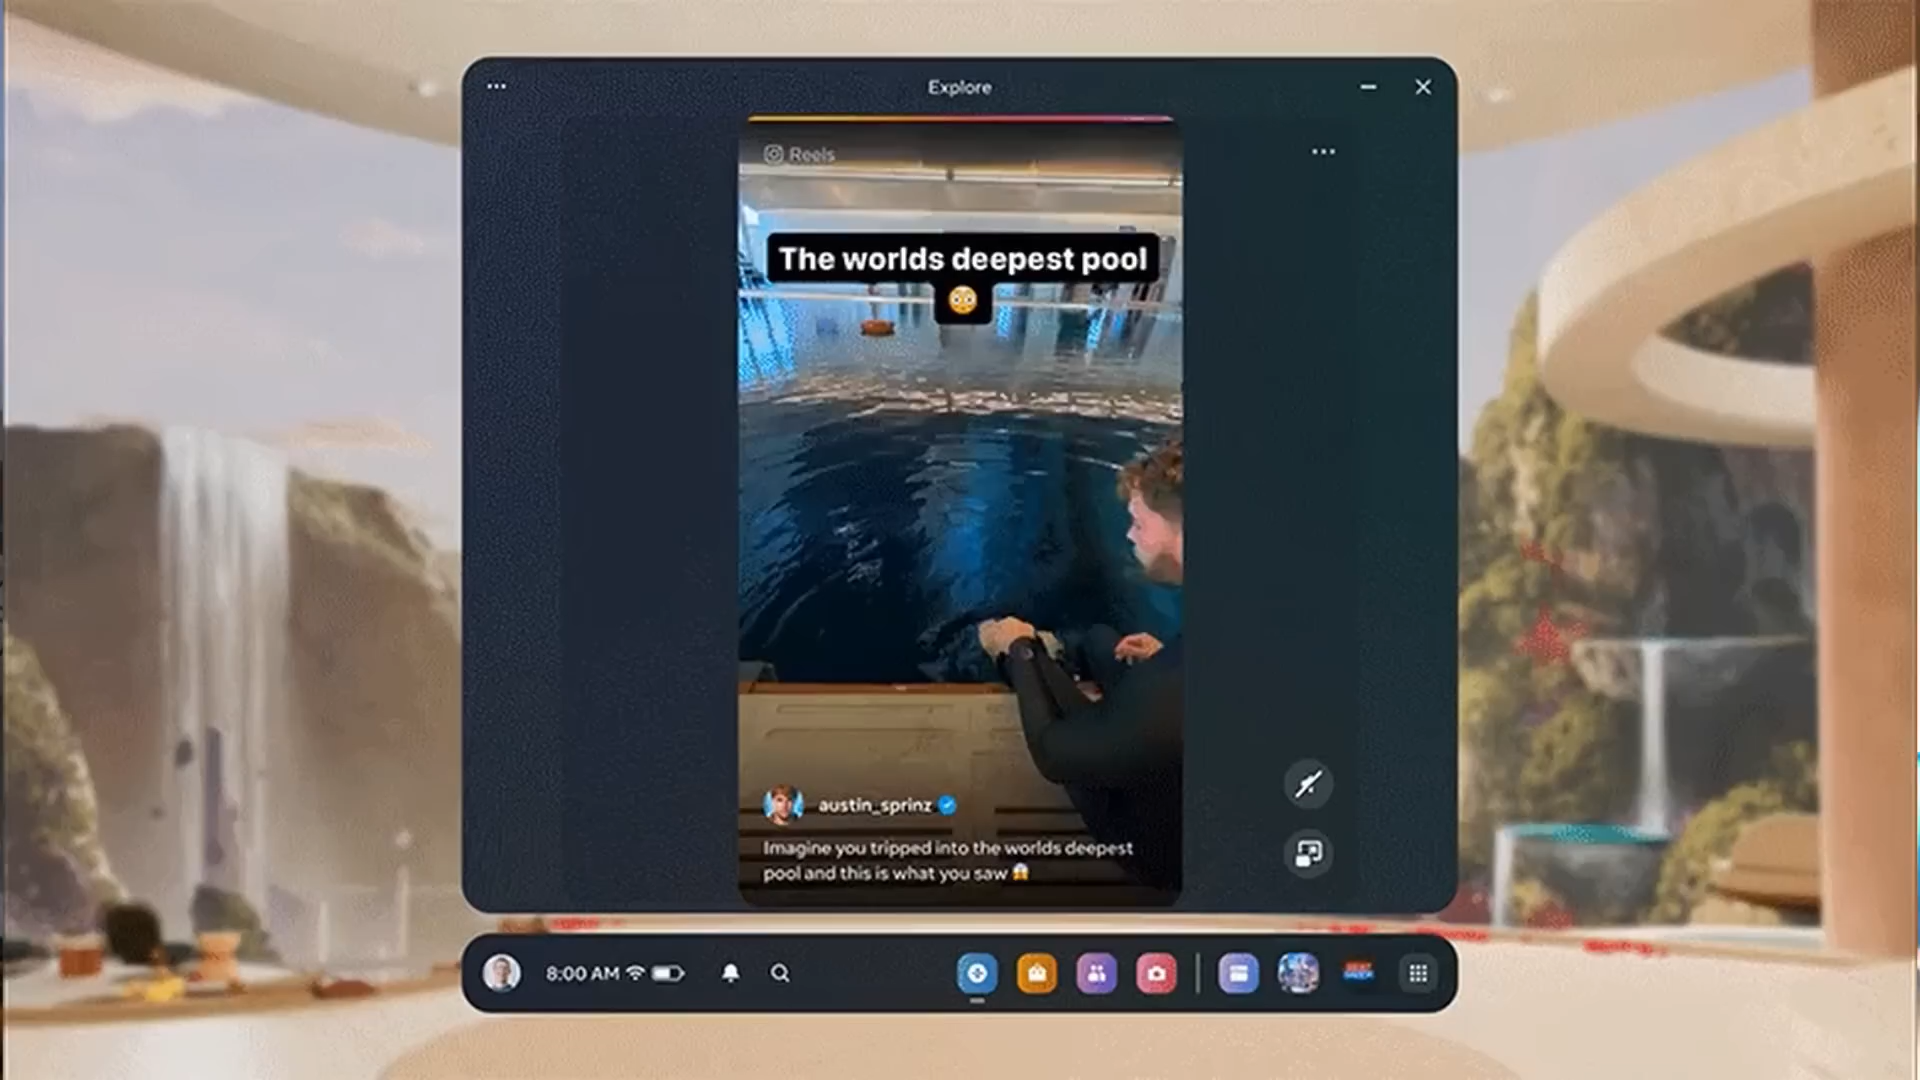 Explore
Reels
The worlds deepest pool
😳
austin_sprinz
Imagine you tripped into the worlds deepest
pool and this is what you saw 😱
8:00 AM